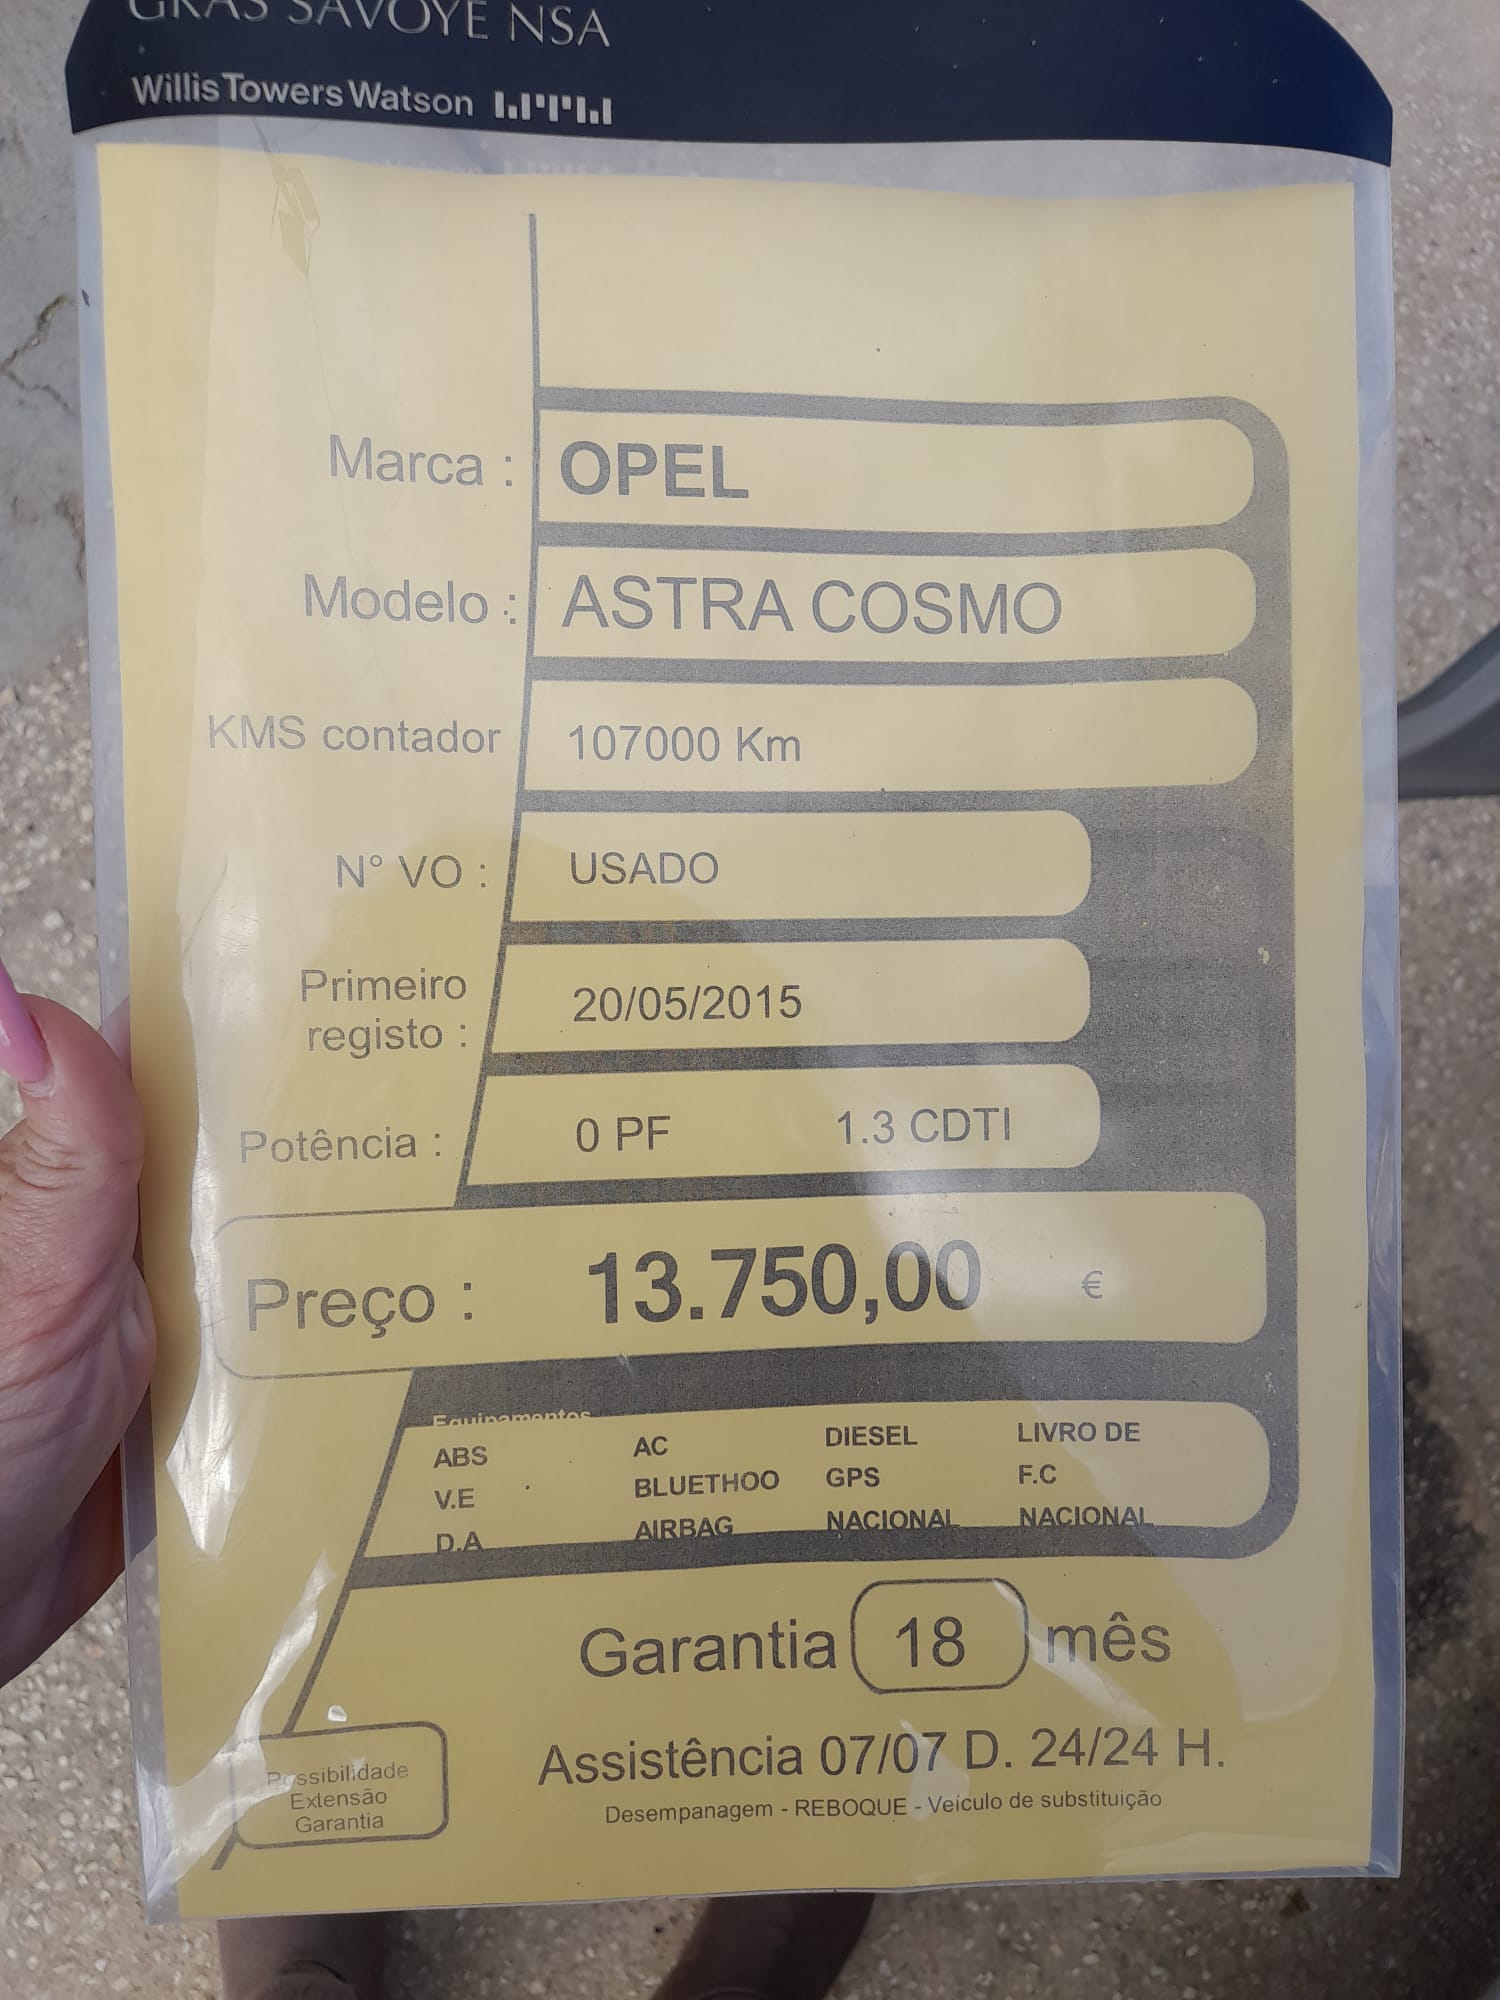 GRAS SAVOYE NSA
Willis Towers Watson
Marca : OPEL
Modelo : ASTRA COSMO
KMS contador 107000 Km
N° VO : USADO
Primeiro
registo : 20/05/2015
Potência : 0 PF 1.3 CDTI
Preço : 13.750,00 €
Equipamentos
ABS AC DIESEL LIVRO DE
V.E BLUETHOO GPS F.C
D.A AIRBAG NACIONAL NACIONAL
Garantia 18 mês
Assistência 07/07 D. 24/24 H.
Desempanagem - REBOQUE - Veículo de substituição
Possibilidade
Extensão
Garantia